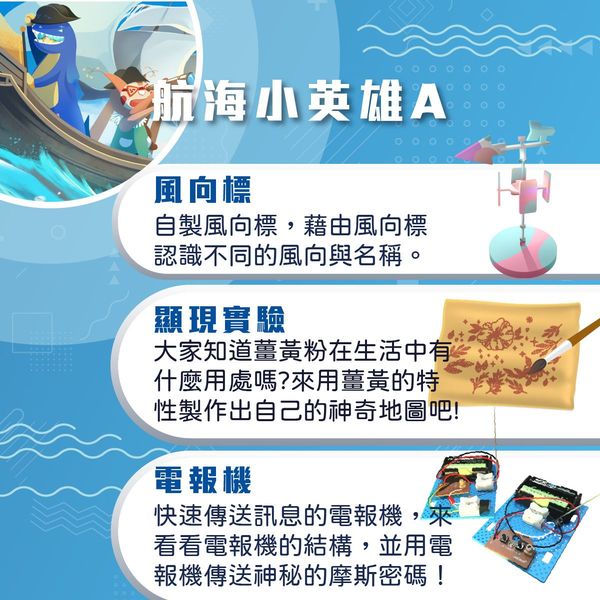 航海小英雄A
風向標
自製風向標，藉由風向標
認識不同的風向與名稱。
顯現實驗
大家知道薑黃粉在生活中有
什麼用處嗎?來用薑黃的特
性製作出自己的神奇地圖吧!
電報機
快速傳送訊息的電報機，來
看看電報機的結構，並用電
報機傳送神秘的摩斯密碼！